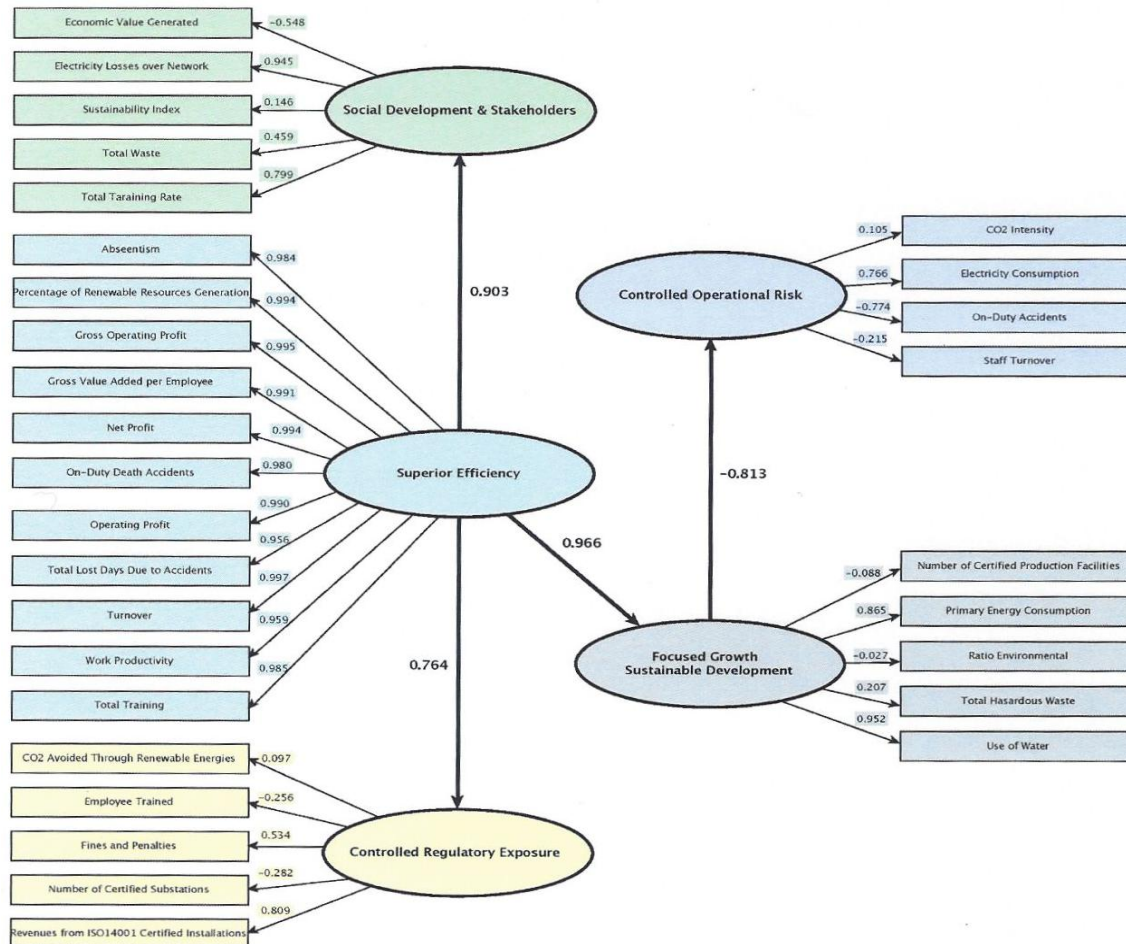 Economic Value Generated
-0.548
Electricity Losses over Network
0.945
Sustainability Index
0.146
Total Waste
0.459
Total Taraining Rate
0.799
Social Development & Stakeholders
Abseentism
0.984
Percentage of Renewable Resources Generation
0.994
Gross Operating Profit
0.995
Gross Value Added per Employee
0.991
Net Profit
0.994
On-Duty Death Accidents
0.980
Operating Profit
0.990
Total Lost Days Due to Accidents
0.956
Turnover
0.997
Work Productivity
0.959
Total Training
0.985
Superior Efficiency
0.903
0.966
0.764
CO2 Avoided Through Renewable Energies
0.097
Employee Trained
-0.256
Fines and Penalties
0.534
Number of Certified Substations
-0.282
Revenues from ISO14001 Certified Installations
0.809
Controlled Regulatory Exposure
Controlled Operational Risk
0.105
CO2 Intensity
0.766
Electricity Consumption
-0.774
On-Duty Accidents
-0.215
Staff Turnover
-0.813
Focused Growth
Sustainable Development
-0.088
Number of Certified Production Facilities
0.865
Primary Energy Consumption
-0.027
Ratio Environmental
0.207
Total Hasardous Waste
0.952
Use of Water